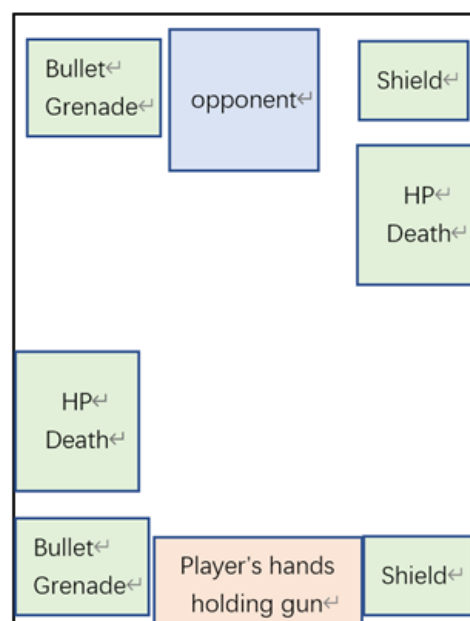 Bullet
Grenade
opponent
Shield
HP
Death
HP
Death
Bullet
Grenade
Player's hands
holding gun
Shield